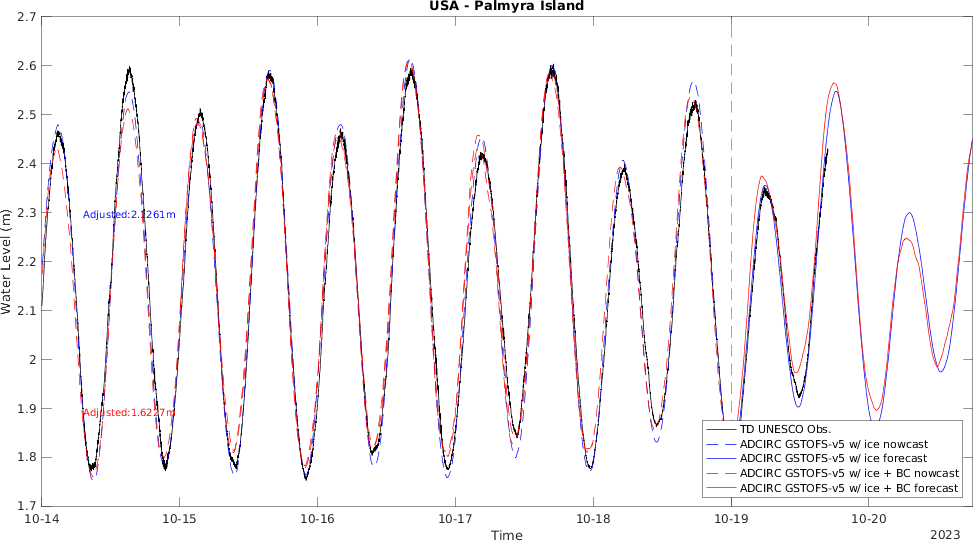 USA - Palmyra Island
2.7
2.6
2.5
2.4
2.3
2.2
2.1
2
1.9
1.8
1.7
Water Level (m)
Adjusted:2.1261m
Adjusted:1.6227m
TD UNESCO Obs.
ADCIRC GSTOFS-v5 w/ ice nowcast
ADCIRC GSTOFS-v5 w/ ice forecast
ADCIRC GSTOFS-v5 w/ ice + BC nowcast
ADCIRC GSTOFS-v5 w/ ice + BC forecast
10-14 10-15 10-16 10-17 10-18 10-19 10-20
Time
2023